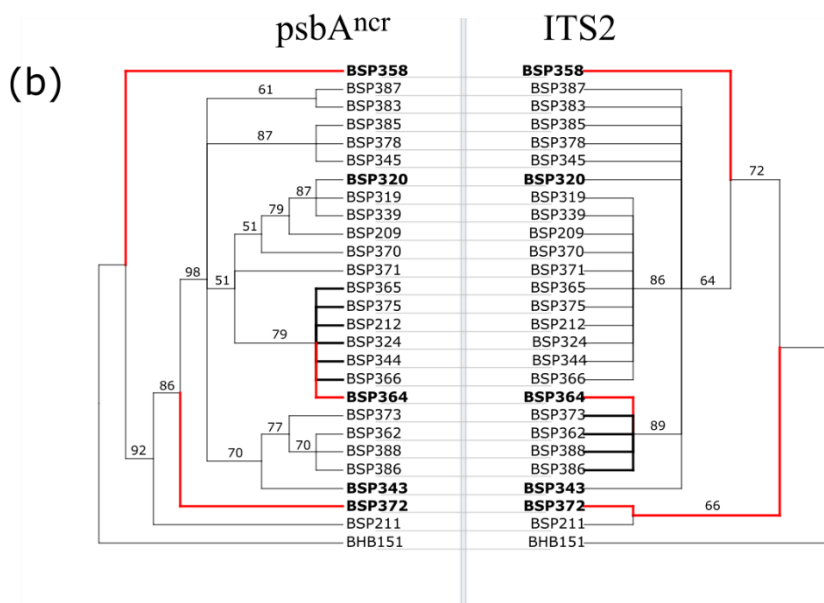 psbAncr ITS2
(b)
BSP358 BSP358
BSP387 BSP387
61
BSP383 BSP383
BSP385 BSP385
87 BSP378 BSP378
BSP345 BSP345
72
BSP320 BSP320
87
BSP319 BSP319
79
BSP339 BSP339
51 BSP209 BSP209
BSP370 BSP370
BSP371 BSP371
98 51 86 64
BSP365 BSP365
BSP375 BSP375
BSP212 BSP212
79 BSP324 BSP324
BSP344 BSP344
BSP366 BSP366
86
BSP364 BSP364
BSP373 BSP373
77 89
BSP362 BSP362
92 70 70 BSP388 BSP388
BSP386 BSP386
BSP343 BSP343
BSP372 BSP372
66
BSP211 BSP211
BHB151 BHB151